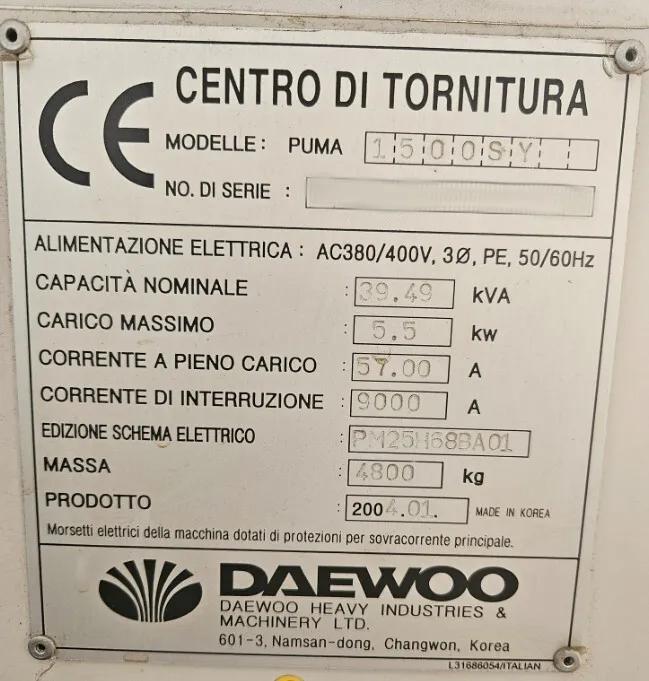 CE
CENTRO DI TORNITURA
MODELLE: PUMA 1500SY
NO. DI SERIE :
ALIMENTAZIONE ELETTRICA : AC380/400V, 3Ø, PE, 50/60Hz
CAPACITÀ NOMINALE : 39.49 kVA
CARICO MASSIMO : 5.5 kw
CORRENTE A PIENO CARICO : 57.00 A
CORRENTE DI INTERRUZIONE : 9000 A
EDIZIONE SCHEMA ELETTRICO : PM25H68BA01
MASSA : 4800 kg
PRODOTTO : 2004.01. MADE IN KOREA
Morsetti elettrici della macchina dotati di protezioni per sovracorrente principale.
DAEWOO
DAEWOO HEAVY INDUSTRIES &
MACHINERY LTD.
601-3, Namsan-dong, Changwon, Korea
L31686054/ITALIAN